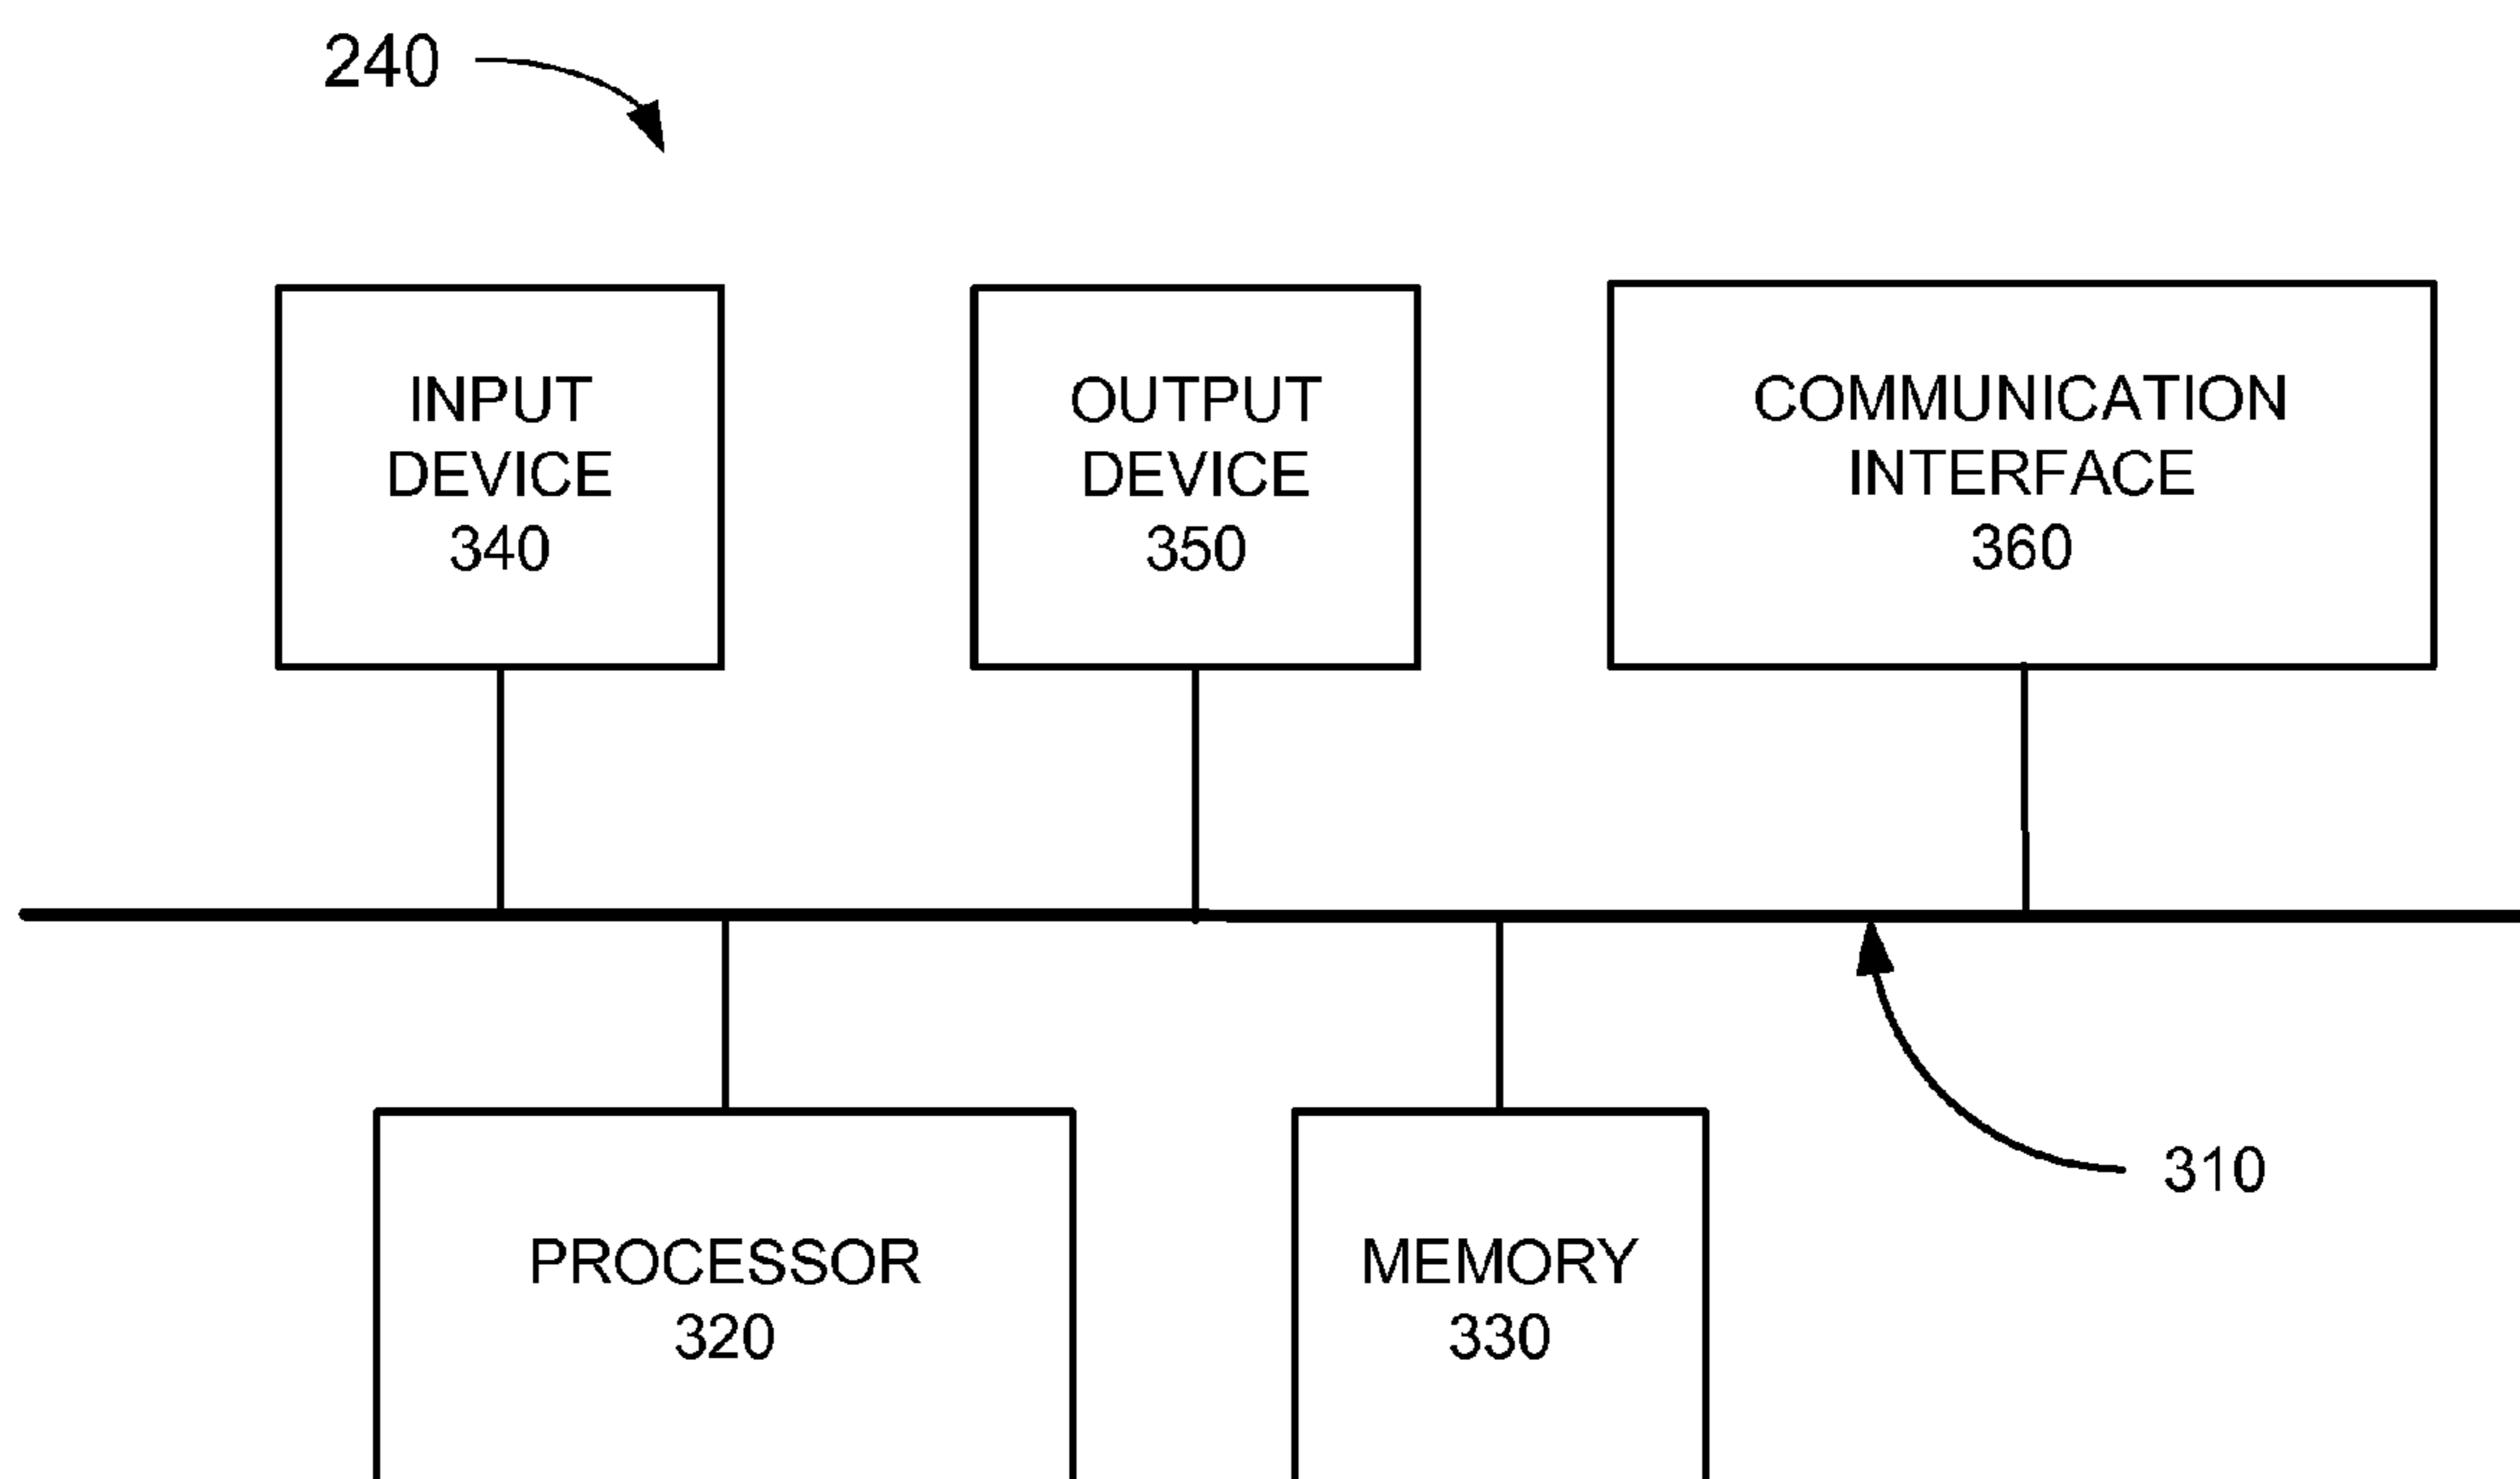 240
INPUT
DEVICE
340
OUTPUT
DEVICE
350
COMMUNICATION
INTERFACE
360
PROCESSOR
320
MEMORY
330
310